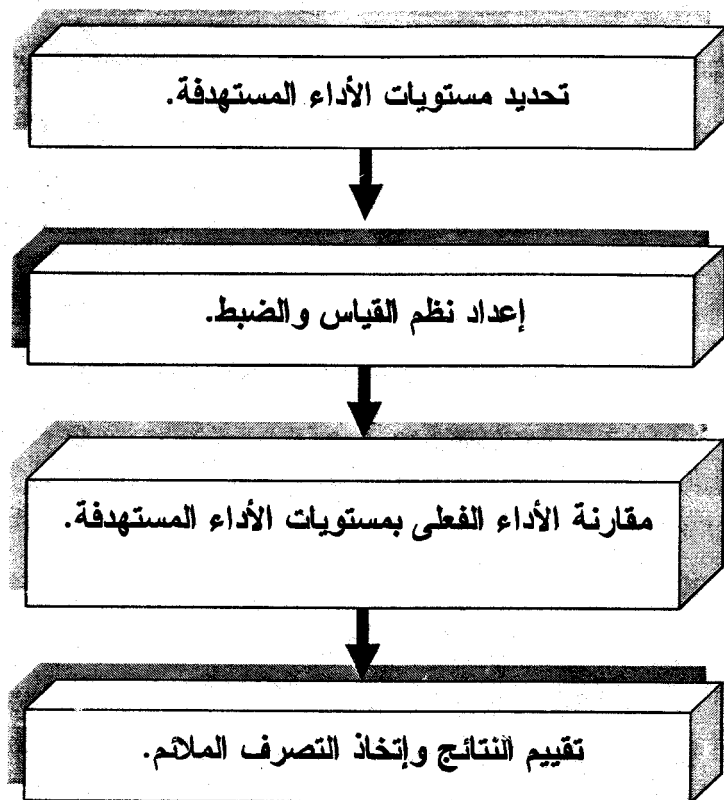 تحديد مستويات الأداء المستهدفة.
إعداد نظم القياس والضبط.
مقارنة الأداء الفعلى بمستويات الأداء المستهدفة.
تقييم النتائج وإتخاذ التصرف الملائم.